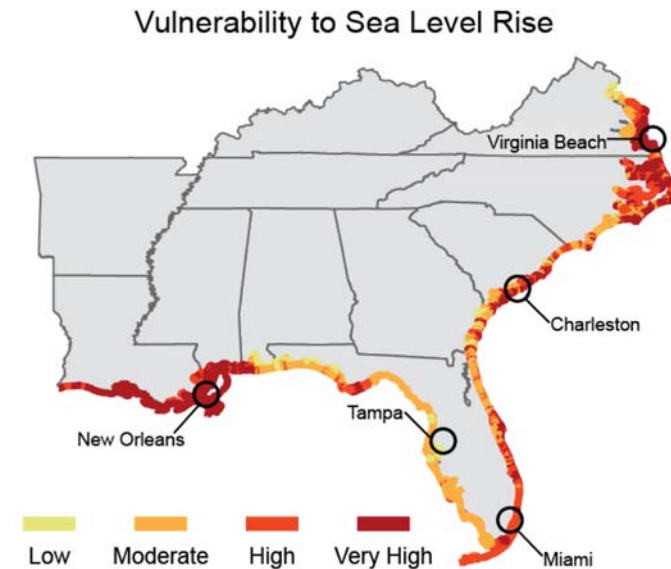 Vulnerability to Sea Level Rise
Virginia Beach
Charleston
Tampa
New Orleans
Miami
Low Moderate High Very High